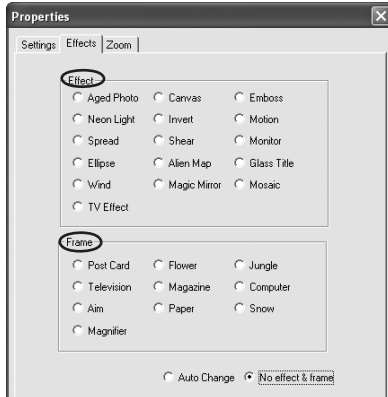 Properties
Settings Effects Zoom
Effect
Aged Photo Canvas Emboss
Neon Light Invert Motion
Spread Shear Monitor
Ellipse Alien Map Glass Title
Wind Magic Mirror Mosaic
TV Effect
Frame
Post Card Flower Jungle
Television Magazine Computer
Aim Paper Snow
Magnifier
Auto Change No effect & frame